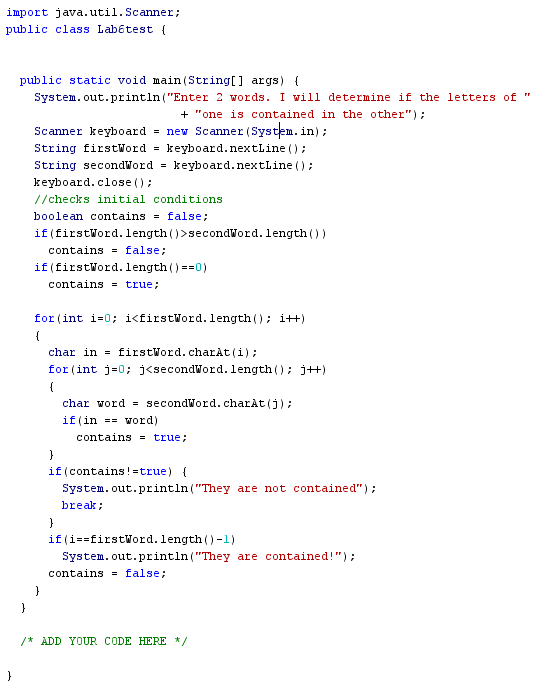 import java.util.Scanner;
public class Lab6test {
public static void main(String[] args) {
System.out.println("Enter 2 words. I will determine if the letters of "
+ "one is contained in the other");
Scanner keyboard = new Scanner(System.in);
String firstWord = keyboard.nextLine();
String secondWord = keyboard.nextLine();
keyboard.close();
//checks initial conditions
boolean contains = false;
if(firstWord.length()>secondWord.length())
contains = false;
if(firstWord.length()==0)
contains = true;
for(int i=0; i<firstWord.length(); i++)
{
char in = firstWord.charAt(i);
for(int j=0; j<secondWord.length(); j++)
{
char word = secondWord.charAt(j);
if(in == word)
contains = true;
}
if(contains!=true) {
System.out.println("They are not contained");
break;
}
if(i==firstWord.length()-1)
System.out.println("They are contained!");
contains = false;
}
}
/* ADD YOUR CODE HERE */
}